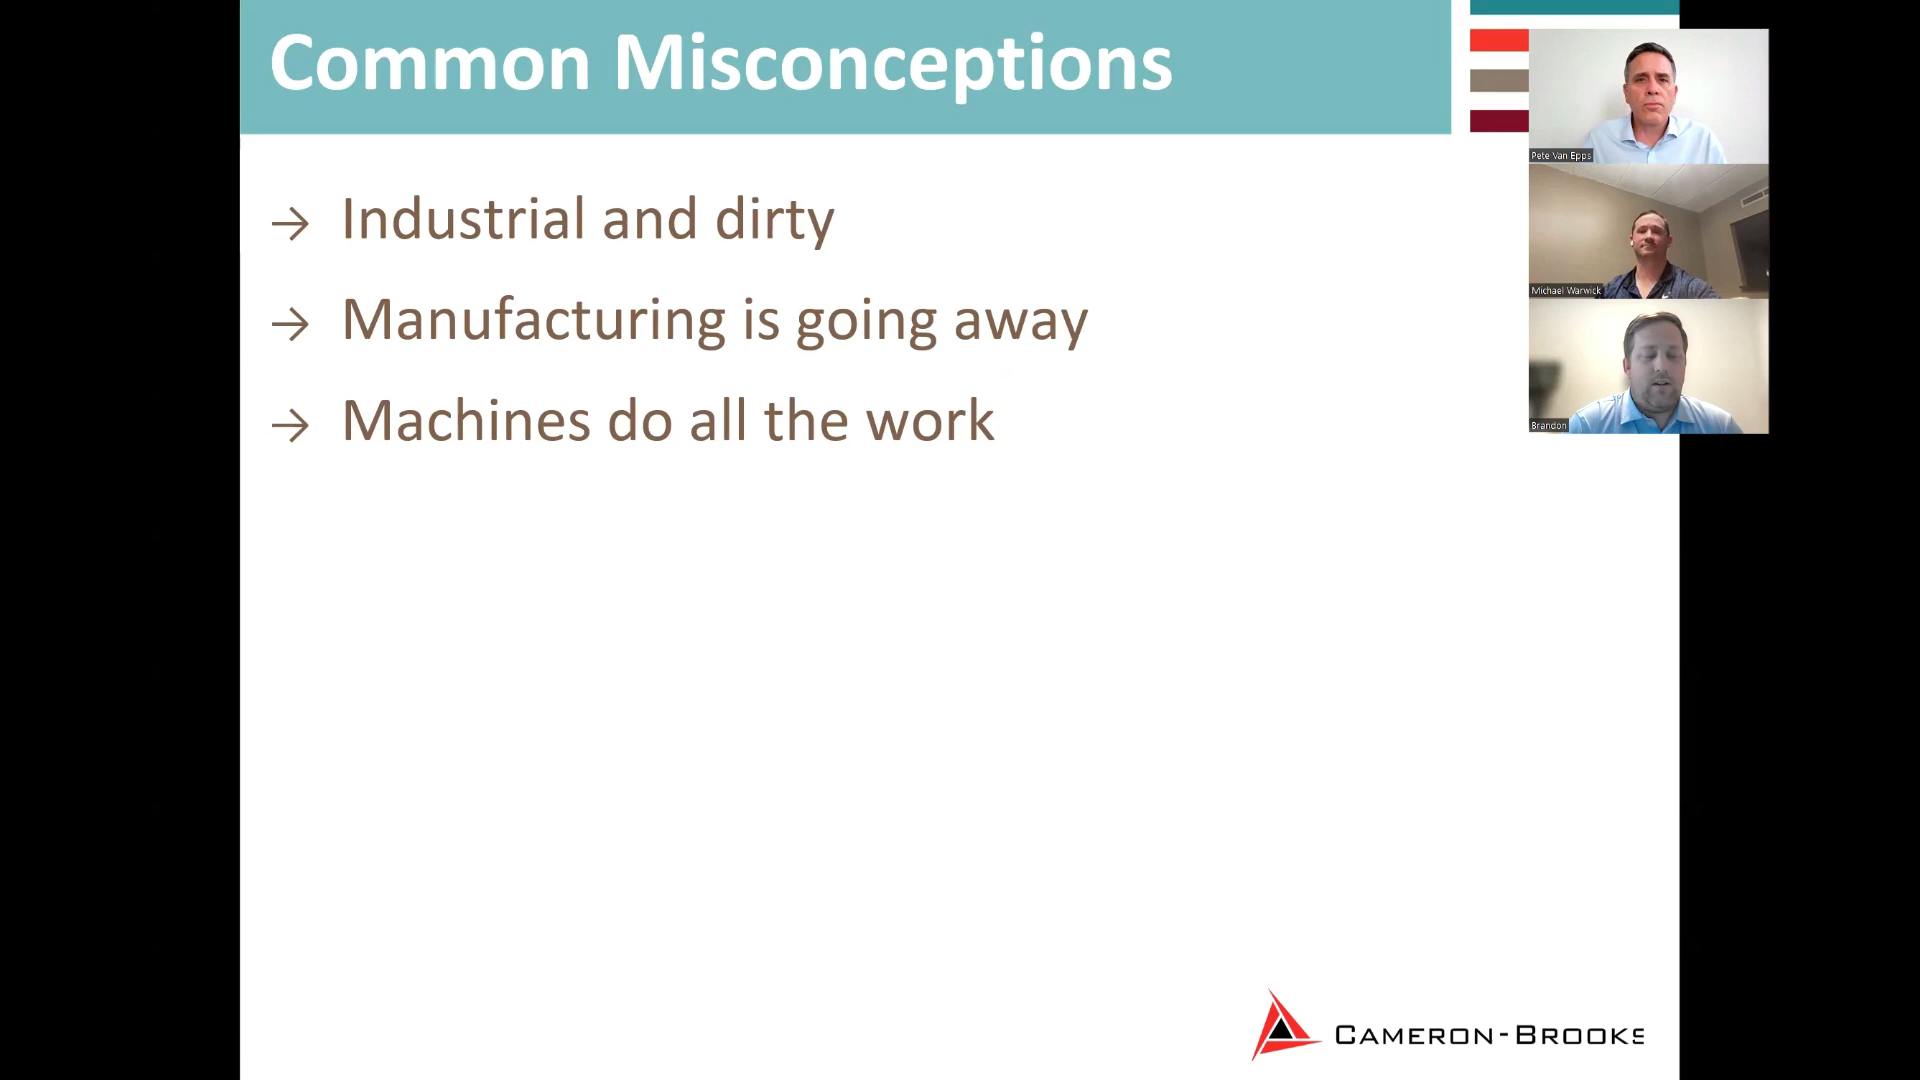 Common Misconceptions
→ Industrial and dirty
→ Manufacturing is going away
→ Machines do all the work
Pete Van Epps
Michael Warwick
Brandon
CAMERON-BROOKS